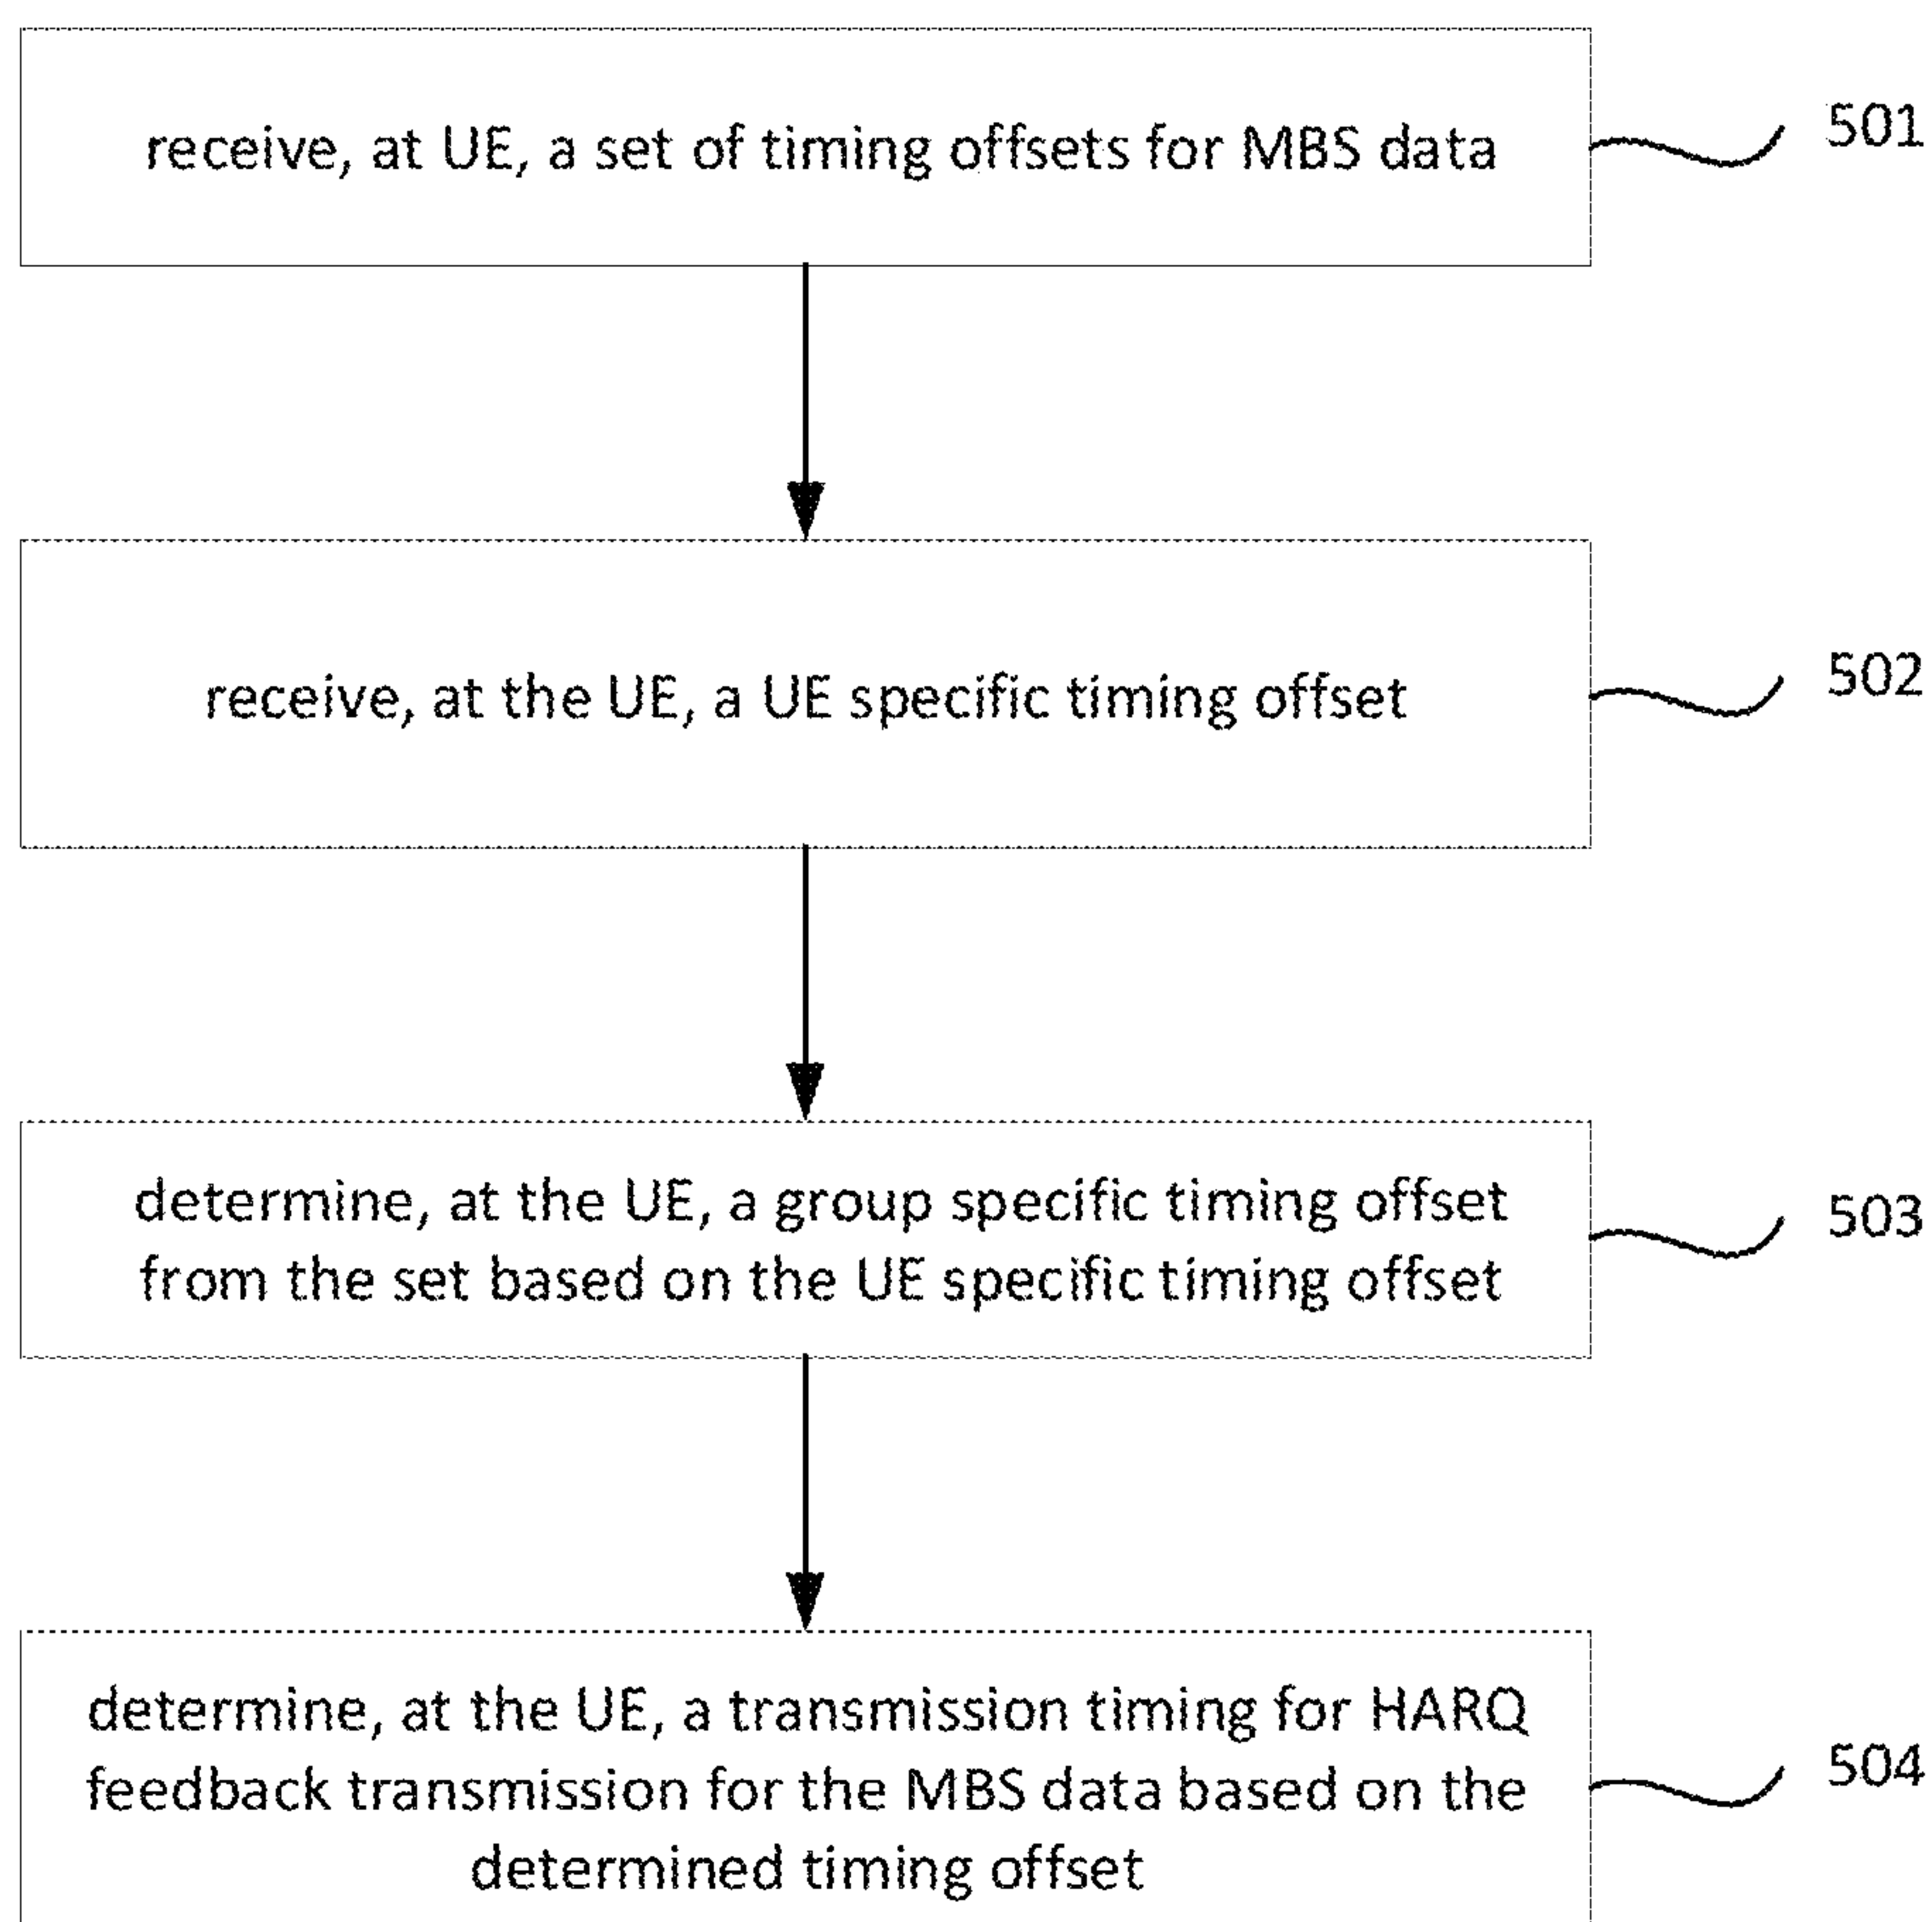 receive, at UE, a set of timing offsets for MBS data
501
receive, at the UE, a UE specific timing offset
502
determine, at the UE, a group specific timing offset
from the set based on the UE specific timing offset
503
determine, at the UE, a transmission timing for HARQ
feedback transmission for the MBS data based on the
determined timing offset
504